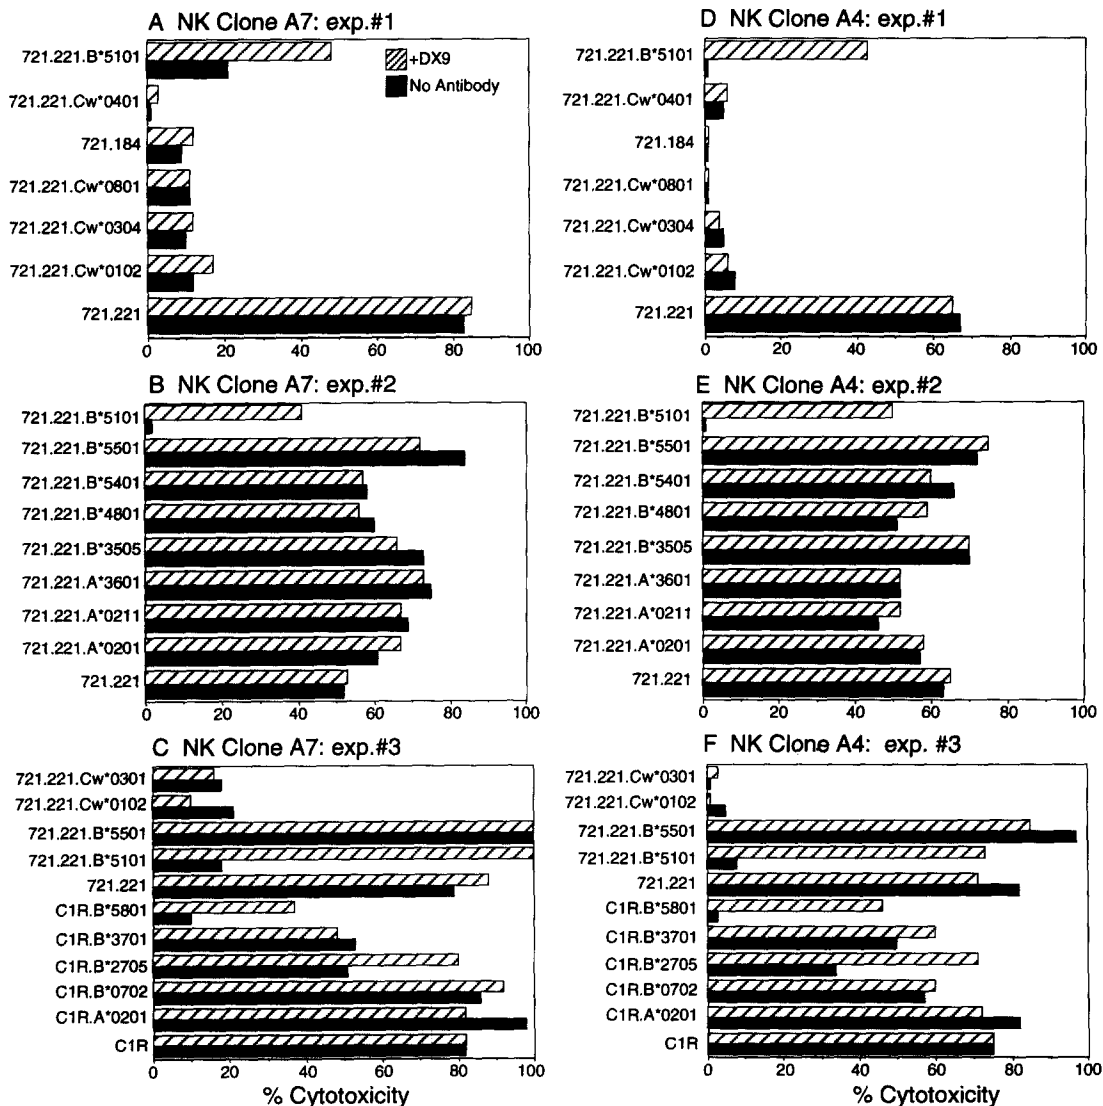 A NK Clone A7: exp.#1
721.221.B*5101
+DX9
No Antibody
721.221.Cw*0401
721.184
721.221.Cw*0801
721.221.Cw*0304
721.221.Cw*0102
721.221
0 20 40 60 80 100
D NK Clone A4: exp.#1
721.221.B*5101
721.221.Cw*0401
721.184
721.221.Cw*0801
721.221.Cw*0304
721.221.Cw*0102
721.221
0 20 40 60 80 100
B NK Clone A7: exp.#2
721.221.B*5101
721.221.B*5501
721.221.B*5401
721.221.B*4801
721.221.B*3505
721.221.A*3601
721.221.A*0211
721.221.A*0201
721.221
0 20 40 60 80 100
E NK Clone A4: exp.#2
721.221.B*5101
721.221.B*5501
721.221.B*5401
721.221.B*4801
721.221.B*3505
721.221.A*3601
721.221.A*0211
721.221.A*0201
721.221
0 20 40 60 80 100
C NK Clone A7: exp.#3
721.221.Cw*0301
721.221.Cw*0102
721.221.B*5501
721.221.B*5101
721.221
C1R.B*5801
C1R.B*3701
C1R.B*2705
C1R.B*0702
C1R.A*0201
C1R
0 20 40 60 80 100
% Cytotoxicity
F NK Clone A4: exp. #3
721.221.Cw*0301
721.221.Cw*0102
721.221.B*5501
721.221.B*5101
721.221
C1R.B*5801
C1R.B*3701
C1R.B*2705
C1R.B*0702
C1R.A*0201
C1R
0 20 40 60 80 100
% Cytotoxicity